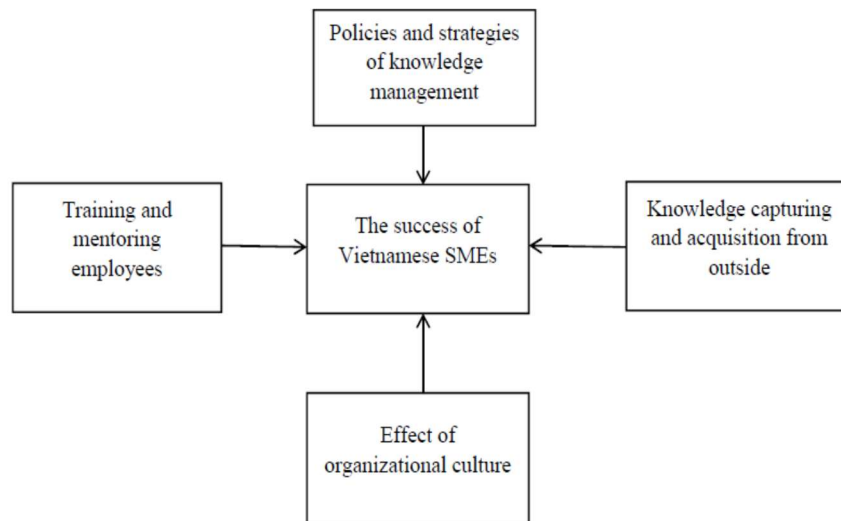 Policies and strategies
of knowledge
management
Training and
mentoring
employees
The success of
Vietnamese SMEs
Knowledge capturing
and acquisition from
outside
Effect of
organizational culture